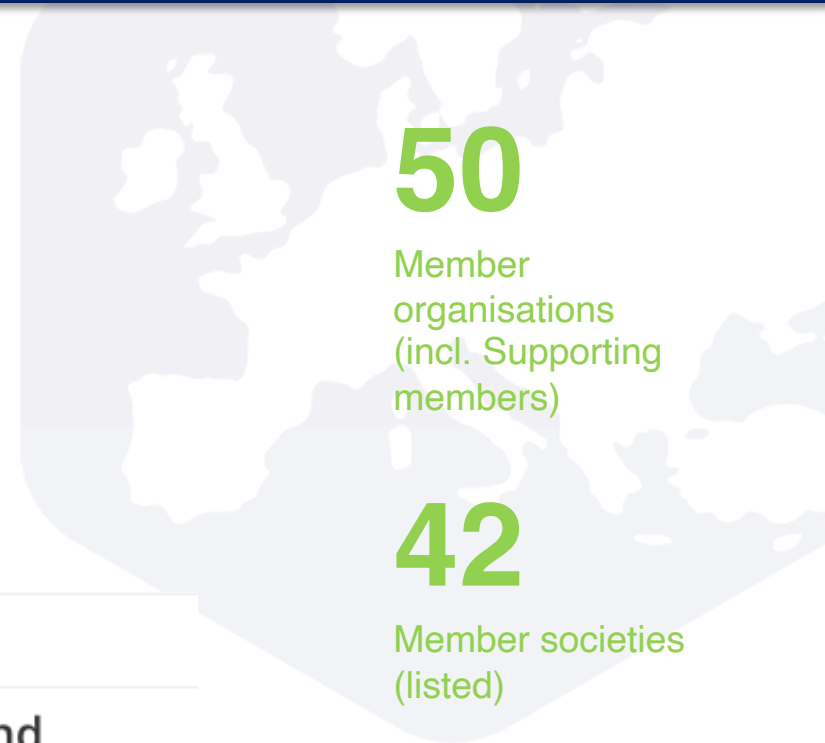 50
Member
organisations
(incl. Supporting
members)
42
Member societies
(listed)